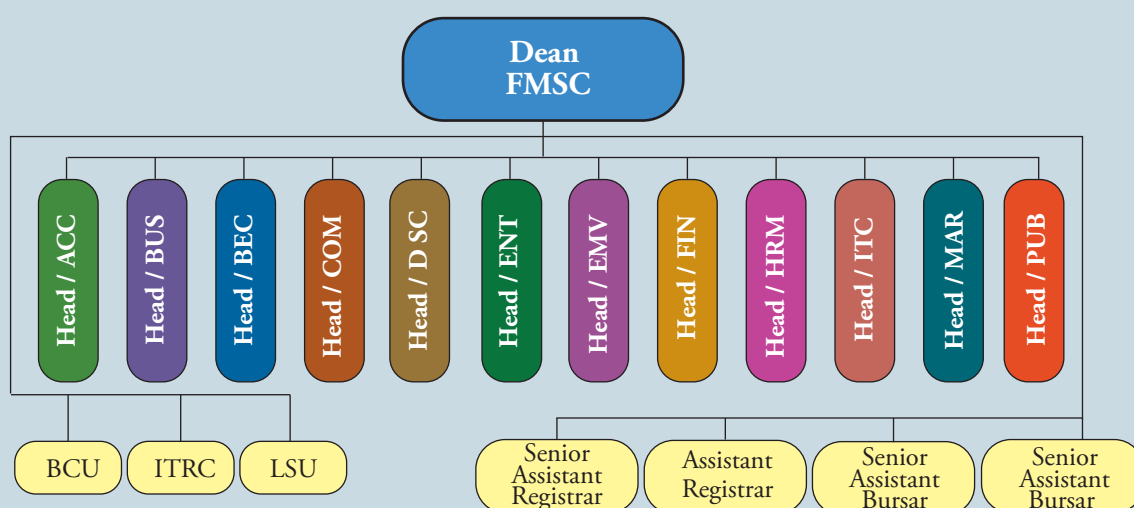 Dean
FMSC
Head / ACC
Head / BUS
Head / BEC
Head / COM
Head / D SC
Head / ENT
Head / EMV
Head / FIN
Head / HRM
Head / ITC
Head / MAR
Head / PUB
BCU
ITRC
LSU
Senior
Assistant
Registrar
Assistant
Registrar
Senior
Assistant
Bursar
Senior
Assistant
Bursar